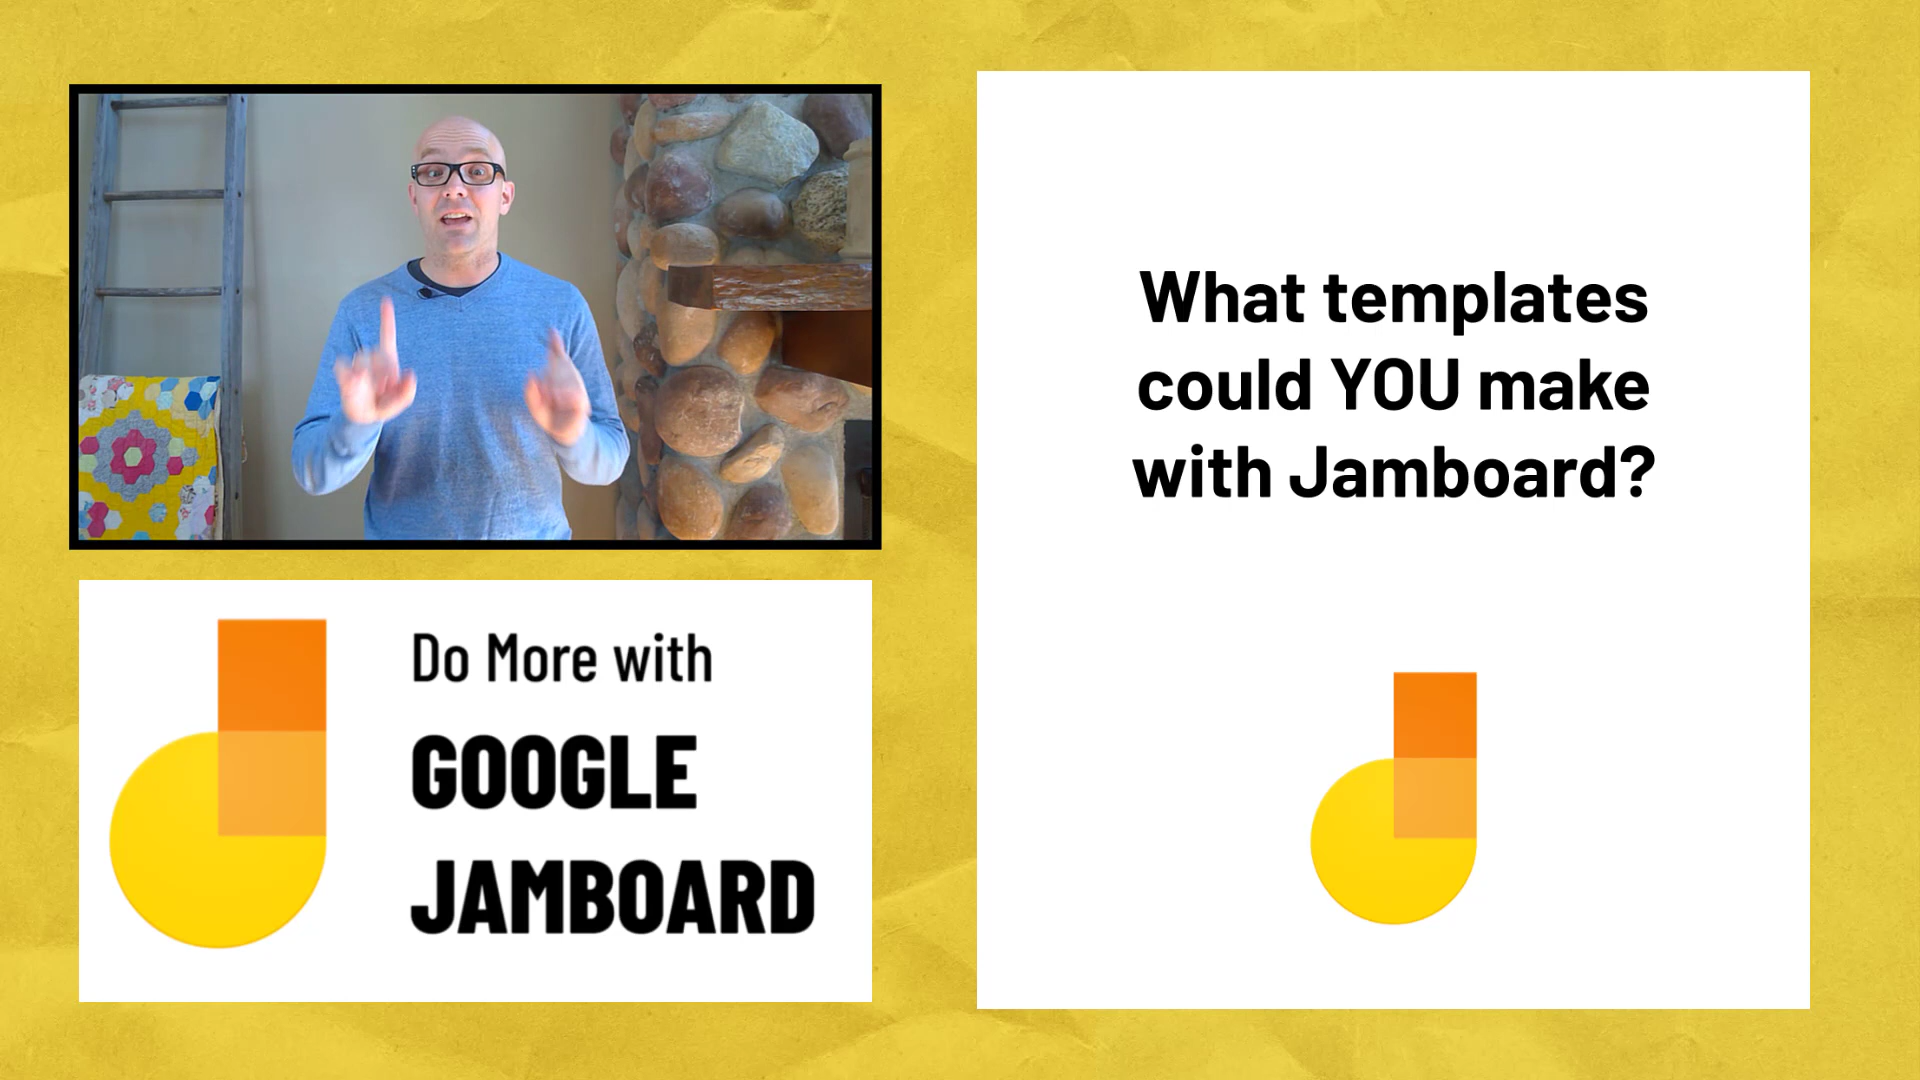 What templates
could YOU make
with Jamboard?
Do More with
GOOGLE
JAMBOARD